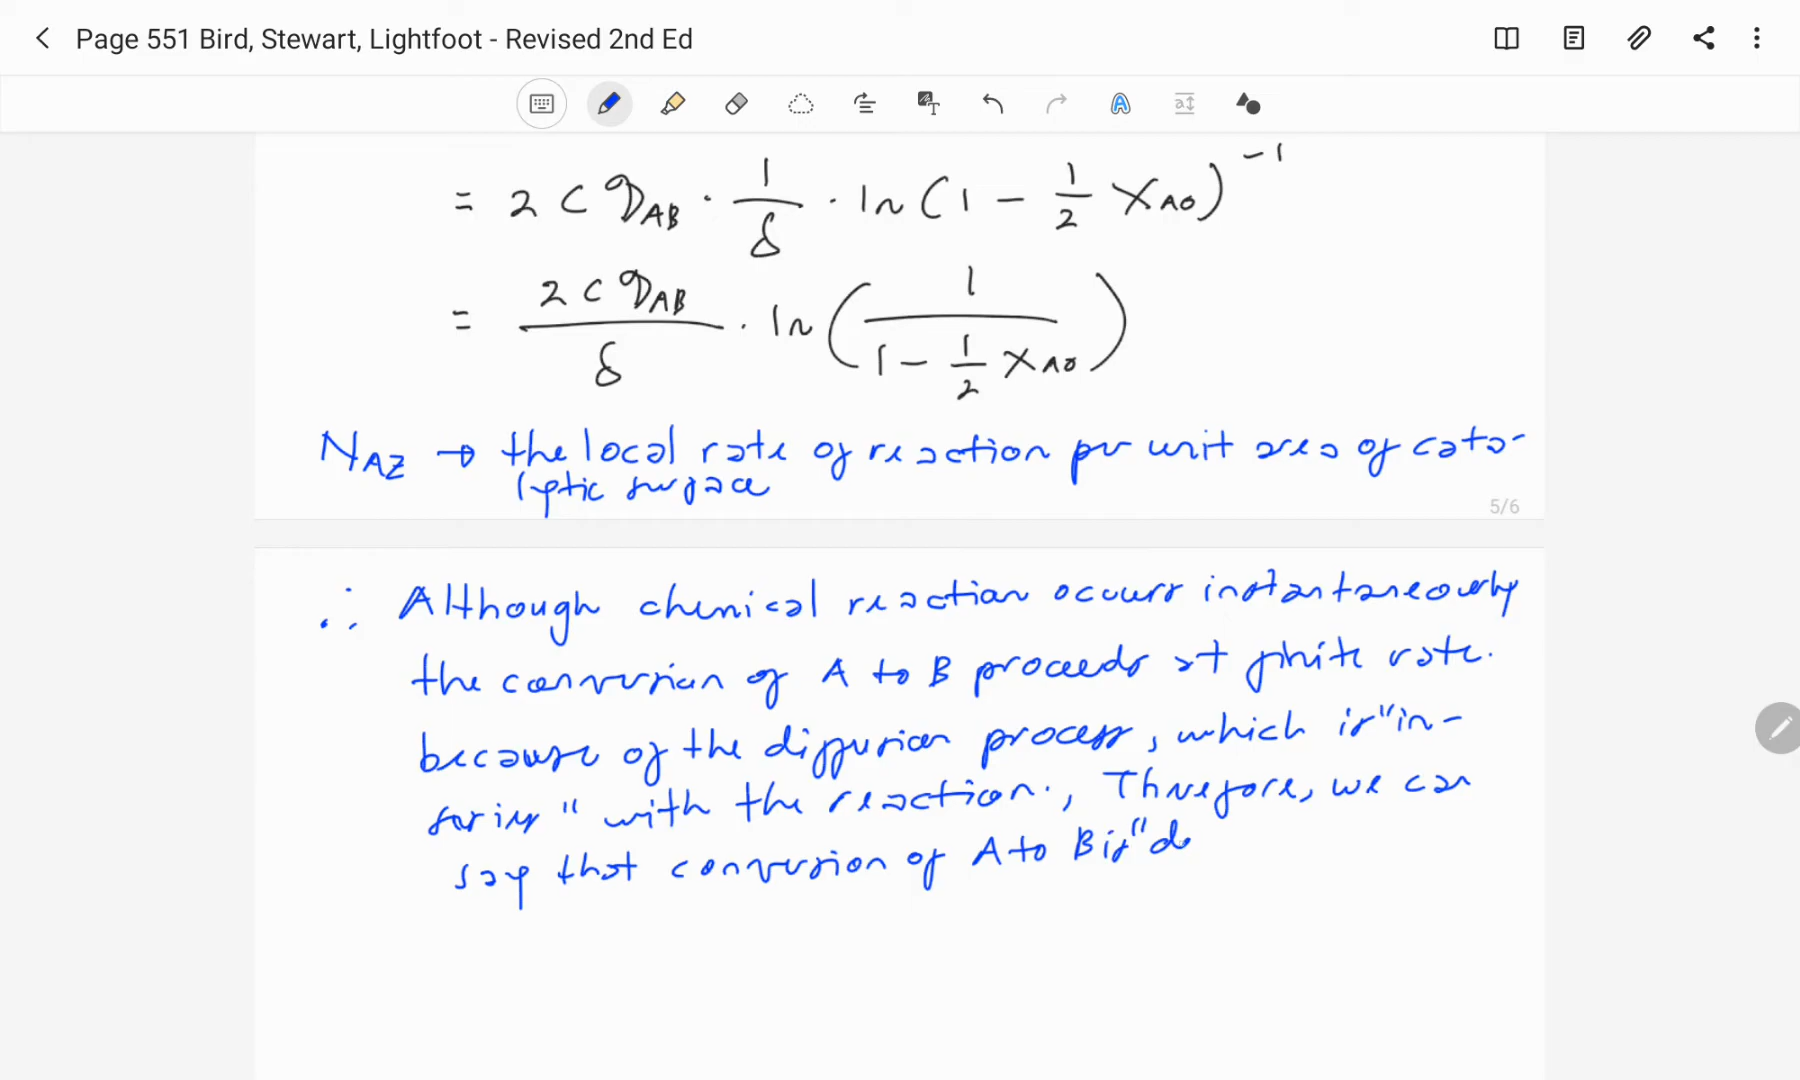 Page 551 Bird, Stewart, Lightfoot - Revised 2nd Ed
= 2 C 𝒟AB · 1/δ · ln (1 - 1/2 XA0)^-1
= 2 C 𝒟AB / δ · ln (1 / (1 - 1/2 XA0))
NAZ → the local rate of reaction per unit area of cata-
lyptic surface
5/6
∴ Although chemical reaction occurs instantaneously
the conversion of A to B proceeds at finite rate.
because of the diffusion process, which is "in-
series" with the reaction., Therefore, we can
say that conversion of A to B is "d